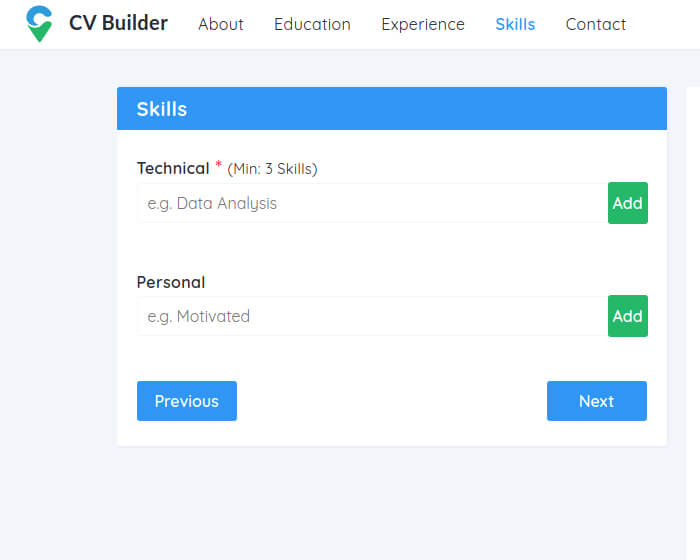 CV Builder About Education Experience Skills Contact
Skills
Technical * (Min: 3 Skills)
e.g. Data Analysis Add
Personal
e.g. Motivated Add
Previous Next